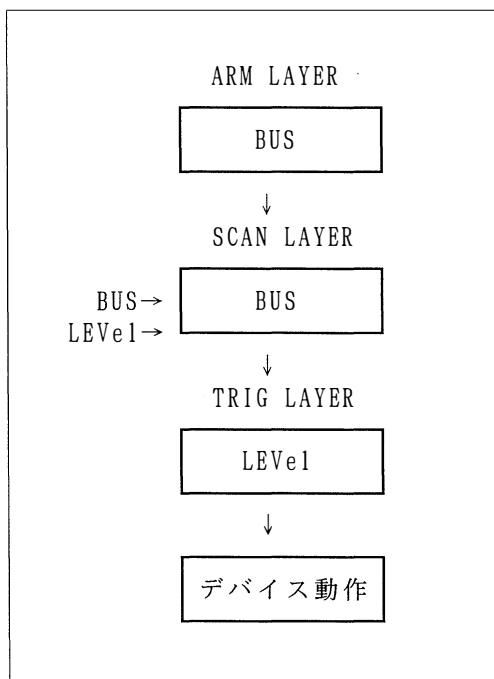 ARM LAYER
BUS
↓
SCAN LAYER
BUS→
BUS
LEVel→
↓
TRIG LAYER
LEVel
↓
デバイス動作